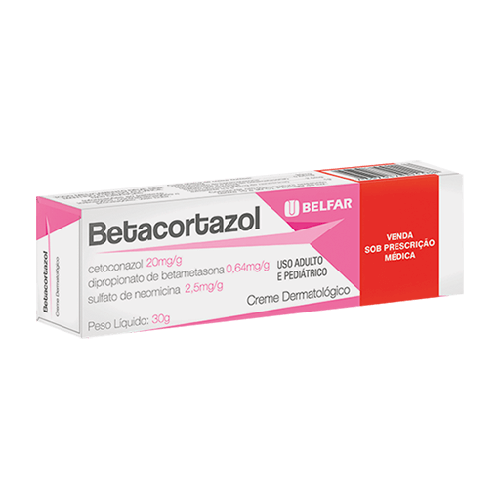 Betacortazol
Creme Dermatológico
Betacortazol
cetoconazol 20mg/g
dipropionato de betametasona 0,64mg/g
sulfato de neomicina 2,5mg/g
Peso Líquido: 30g
BELFAR
USO ADULTO
E PEDIÁTRICO
Creme Dermatológico
VENDA
SOB PRESCRIÇÃO
MÉDICA